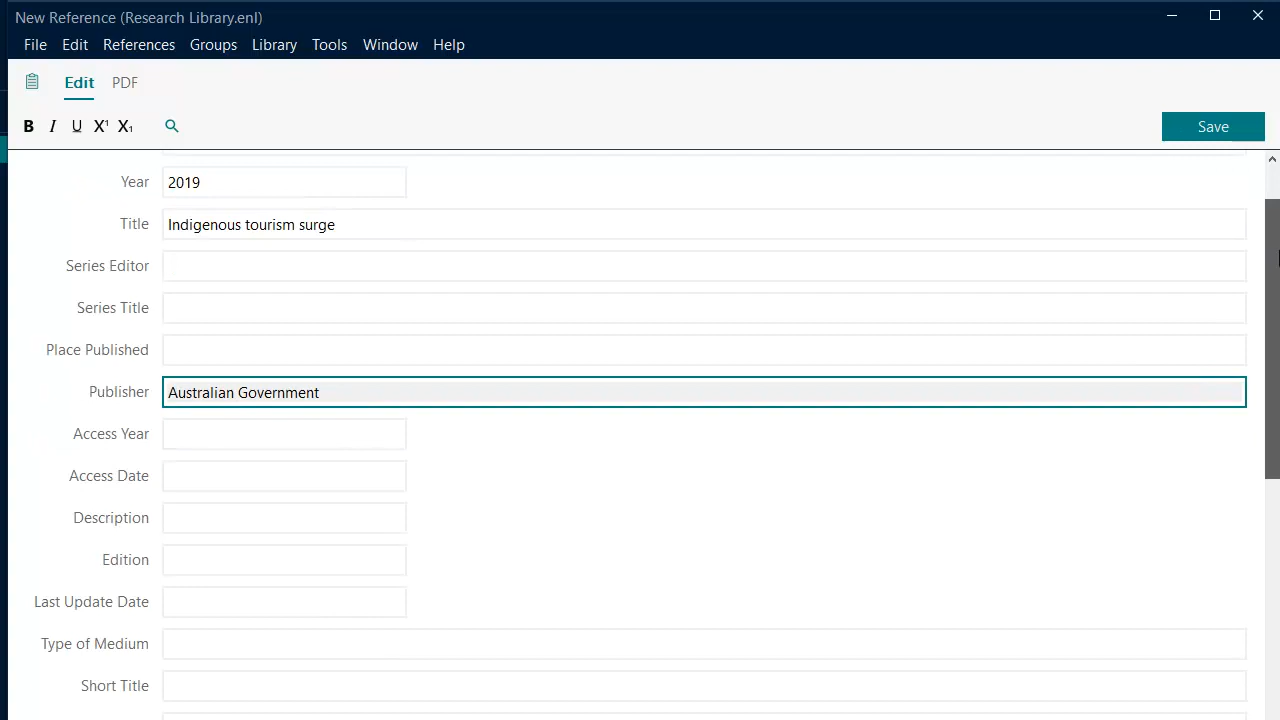 New Reference (Research Library.enl)
File Edit References Groups Library Tools Window Help
Edit PDF
B I U X¹ X₁
Save
Year 2019
Title Indigenous tourism surge
Series Editor
Series Title
Place Published
Publisher Australian Government
Access Year
Access Date
Description
Edition
Last Update Date
Type of Medium
Short Title